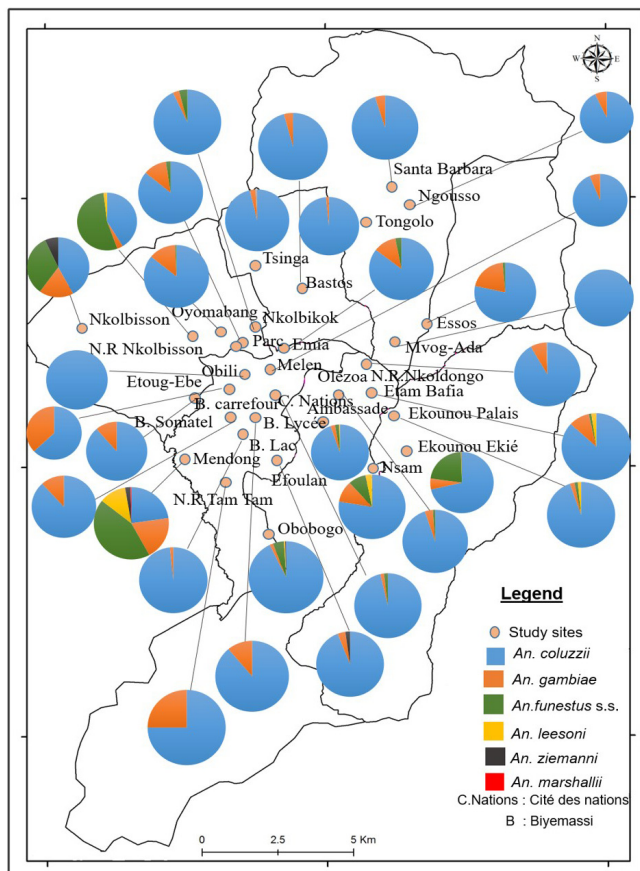 N
W E
S
Santa Barbara
Ngousso
Tongolo
Tsinga
Bastos
Essos
Nkolbisson
Oyomabang
Nkolbikok
N.R Nkolbisson
Parc
Emia
Mvog-Ada
Obili
Melen
Olézoa
N.R.Nkoldongo
Etoug-Ebe
C. Nations
Etam Bafia
B. carrefour
Ambassade
Ekounou Palais
B. Somatel
B. Lycée
B. Lac
Ekounou Ekié
Mendong
Nsam
N.R Tam Tam
Efoulan
Obobogo
Legend
Study sites
An. coluzzii
An. gambiae
An.funestus s.s.
An. leesoni
An. ziemanni
An. marshallii
C.Nations : Cité des nations
B : Biyemassi
0 2.5 5 Km